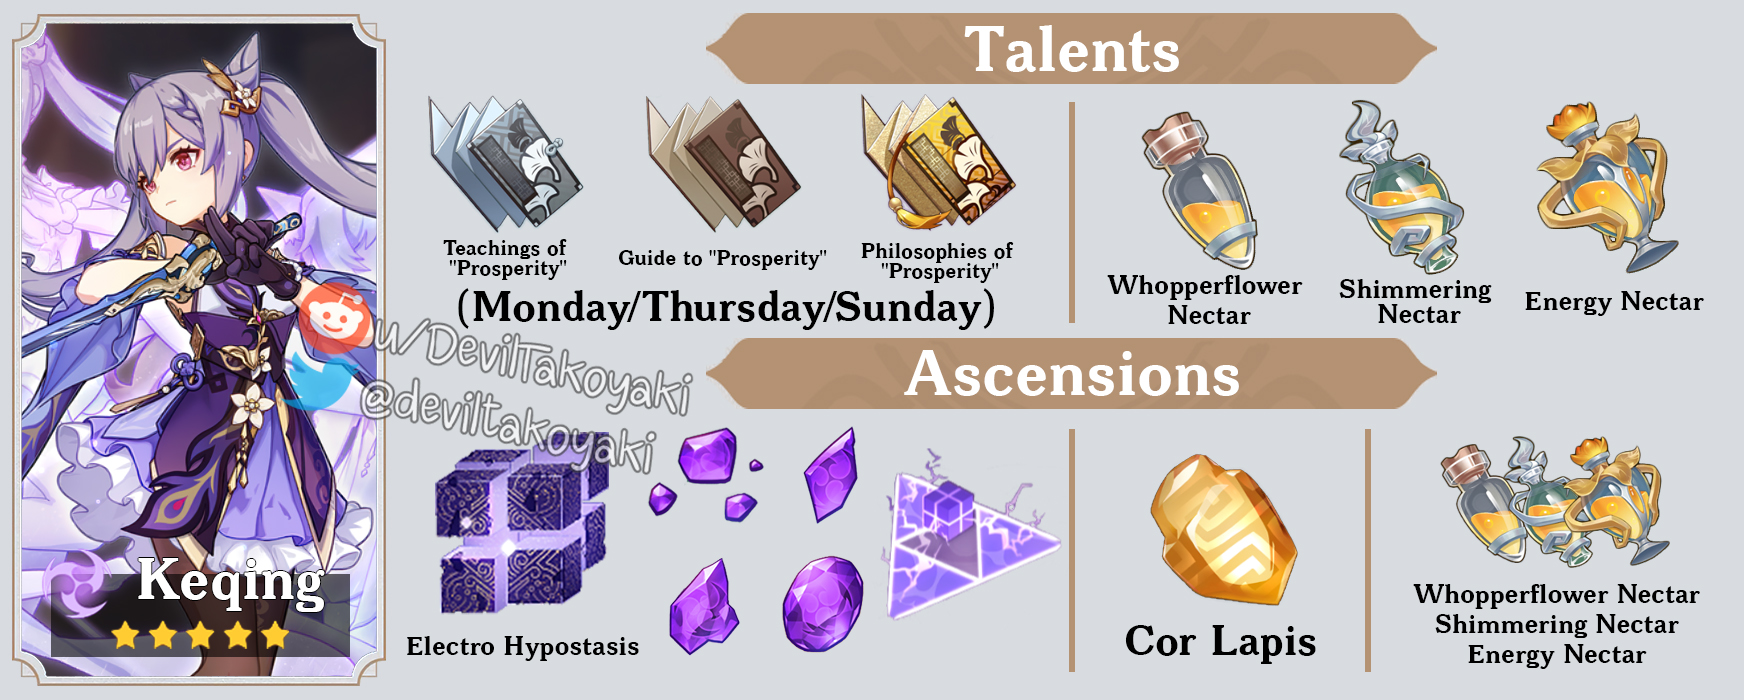 Talents
Teachings of
"Prosperity"
Guide to "Prosperity"
Philosophies of
"Prosperity"
(Monday/Thursday/Sunday)
Whopperflower
Nectar
Shimmering
Nectar
Energy Nectar
u/DevilTakoyaki
@deviltakoyaki
Ascensions
Keqing
Electro Hypostasis
Cor Lapis
Whopperflower Nectar
Shimmering Nectar
Energy Nectar